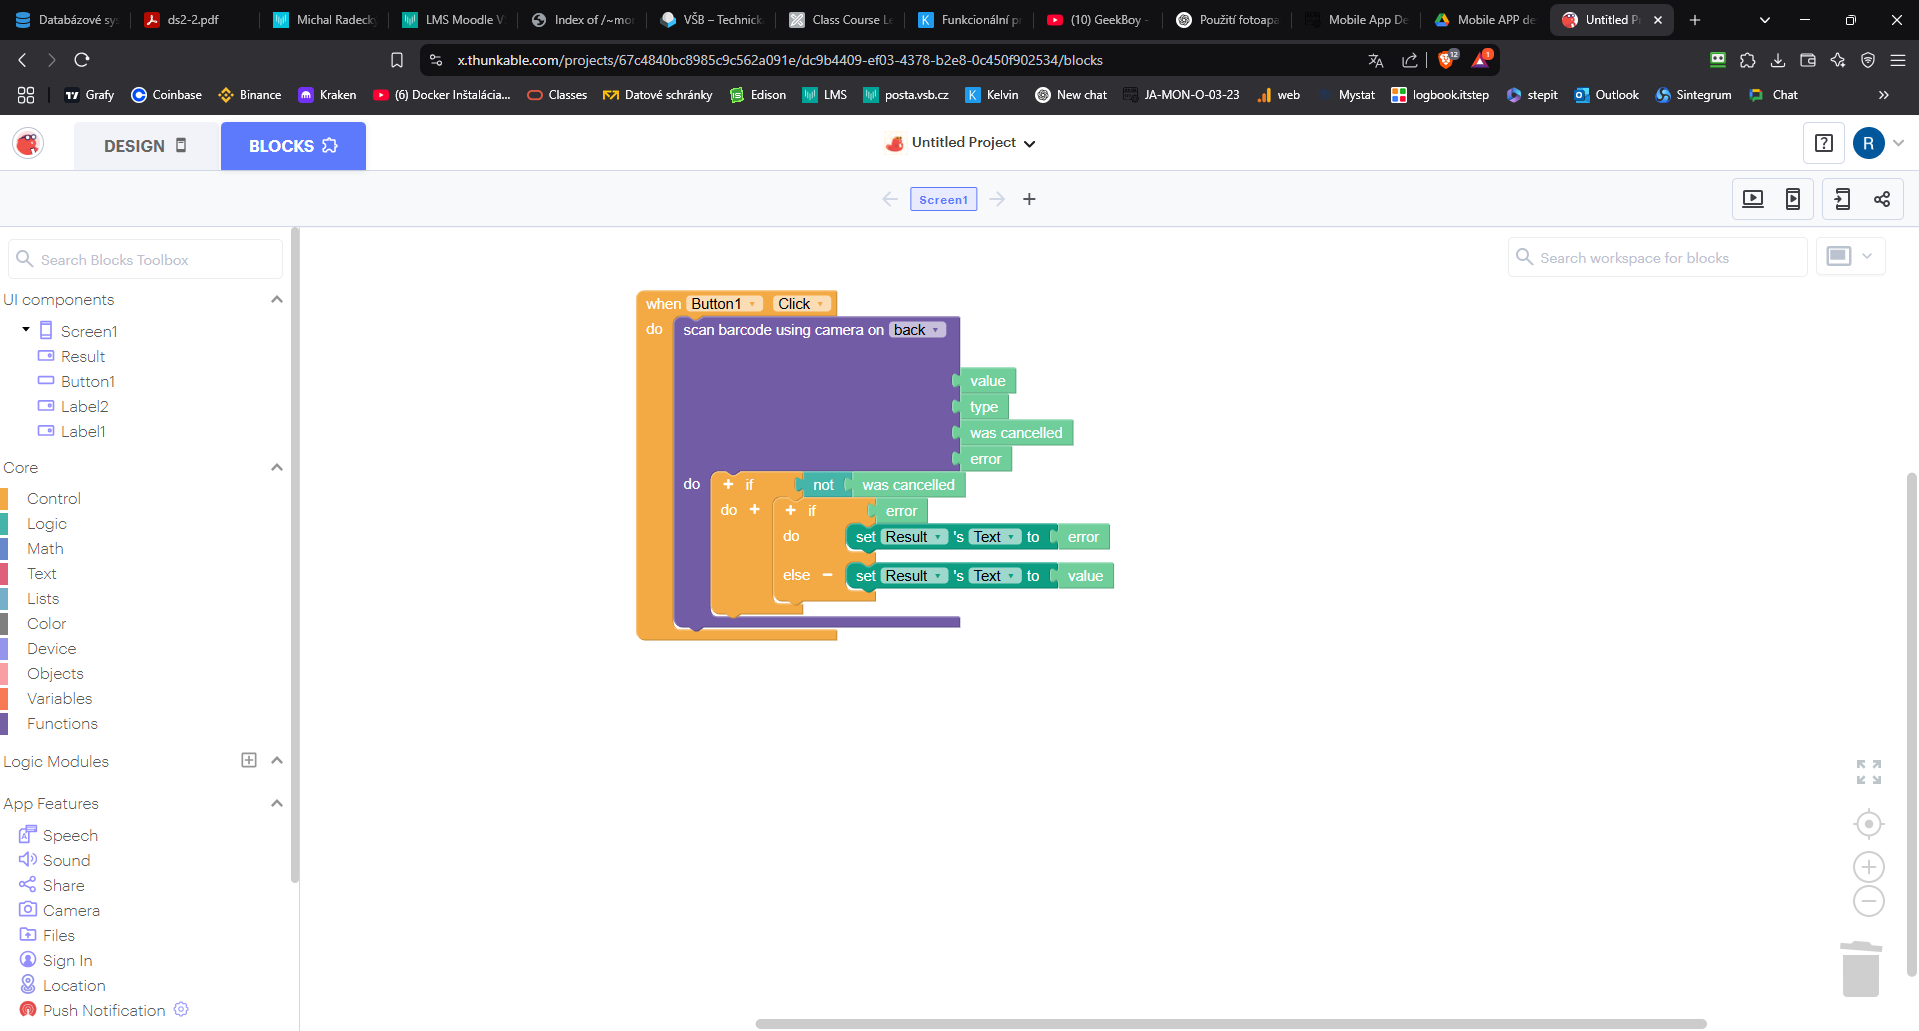 Databázové sy
ds2-2.pdf
Michal Radecký
LMS Moodle V
Index of /~mor
VŠB – Technick
Class Course Le
Funkcionální pr
(10) GeekBoy -
Použití fotoapa
Mobile App De
Mobile APP de
Untitled P
x.thunkable.com/projects/67c4840bc8985c9c562a091e/dc9b4409-ef03-4378-b2e8-0c450f902534/blocks
12
1
Grafy
Coinbase
Binance
Kraken
(6) Docker Inštalácia...
Classes
Datové schránky
Edison
LMS
posta.vsb.cz
Kelvin
New chat
JA-MON-O-03-23
web
Mystat
logbook.itstep
stepit
Outlook
Sintegrum
Chat
DESIGN
BLOCKS
Untitled Project
R
Screen1
Search Blocks Toolbox
Search workspace for blocks
UI components
Screen1
Result
Button1
Label2
Label1
Core
Control
Logic
Math
Text
Lists
Color
Device
Objects
Variables
Functions
Logic Modules
App Features
Speech
Sound
Share
Camera
Files
Sign In
Location
Push Notification
when Button1 Click
do scan barcode using camera on back
value
type
was cancelled
error
do if not was cancelled
do if error
do set Result 's Text to error
else set Result 's Text to value